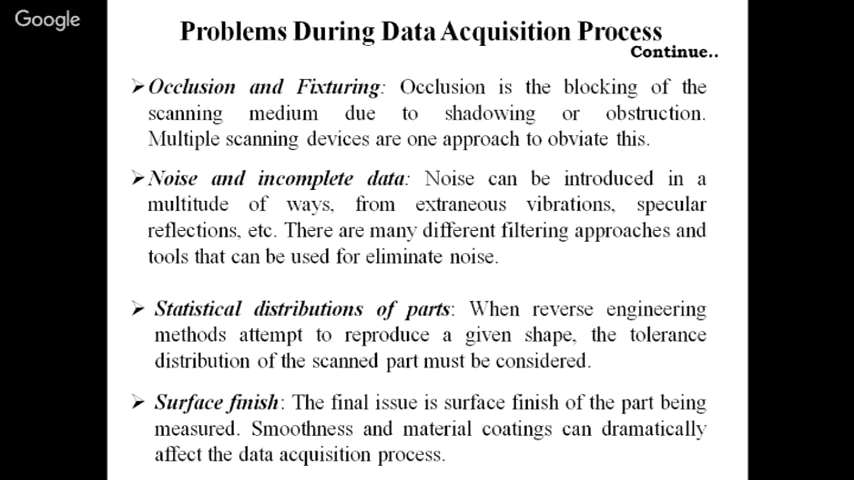 Google
Problems During Data Acquisition Process
Continue..
➢Occlusion and Fixturing: Occlusion is the blocking of the
scanning medium due to shadowing or obstruction.
Multiple scanning devices are one approach to obviate this.
➢Noise and incomplete data: Noise can be introduced in a
multitude of ways, from extraneous vibrations, specular
reflections, etc. There are many different filtering approaches and
tools that can be used for eliminate noise.
➢ Statistical distributions of parts: When reverse engineering
methods attempt to reproduce a given shape, the tolerance
distribution of the scanned part must be considered.
➢ Surface finish: The final issue is surface finish of the part being
measured. Smoothness and material coatings can dramatically
affect the data acquisition process.